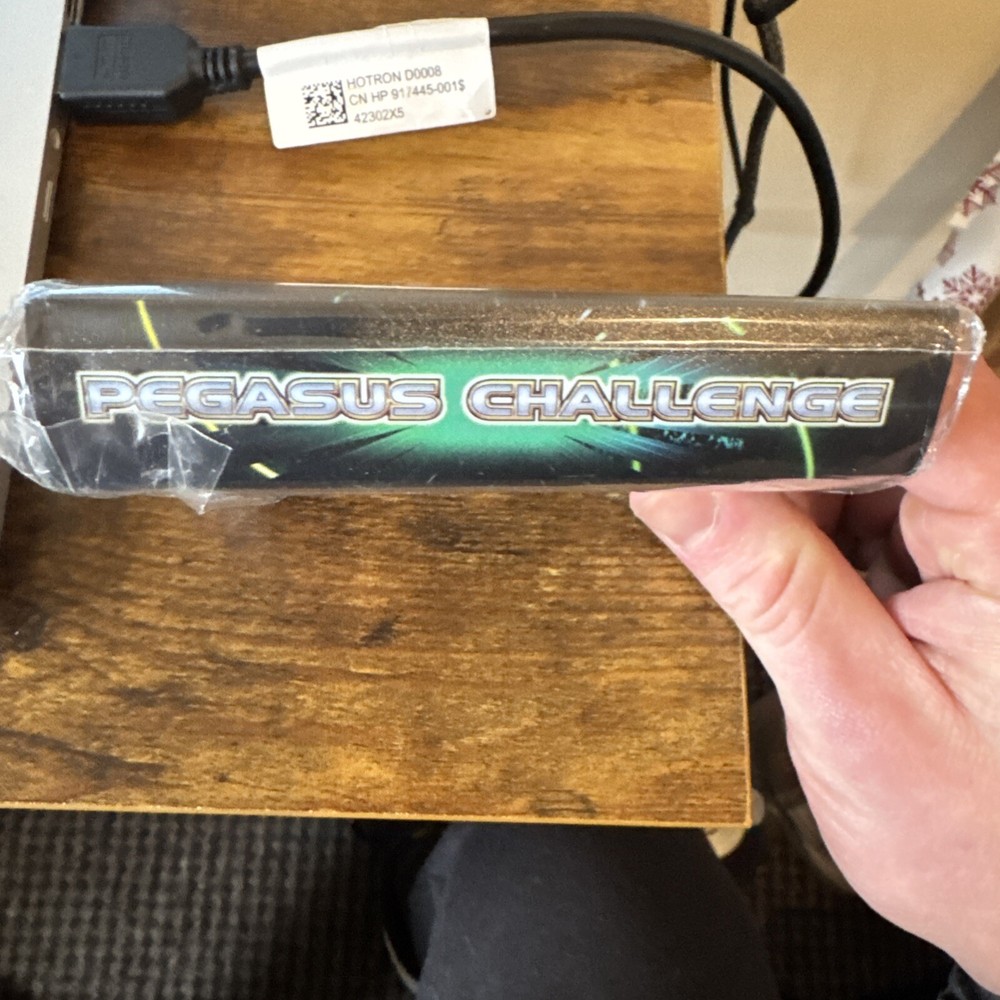 HOTRON D0008
CN HP 917445-001$
42302X5
PEGASUS CHALLENGE